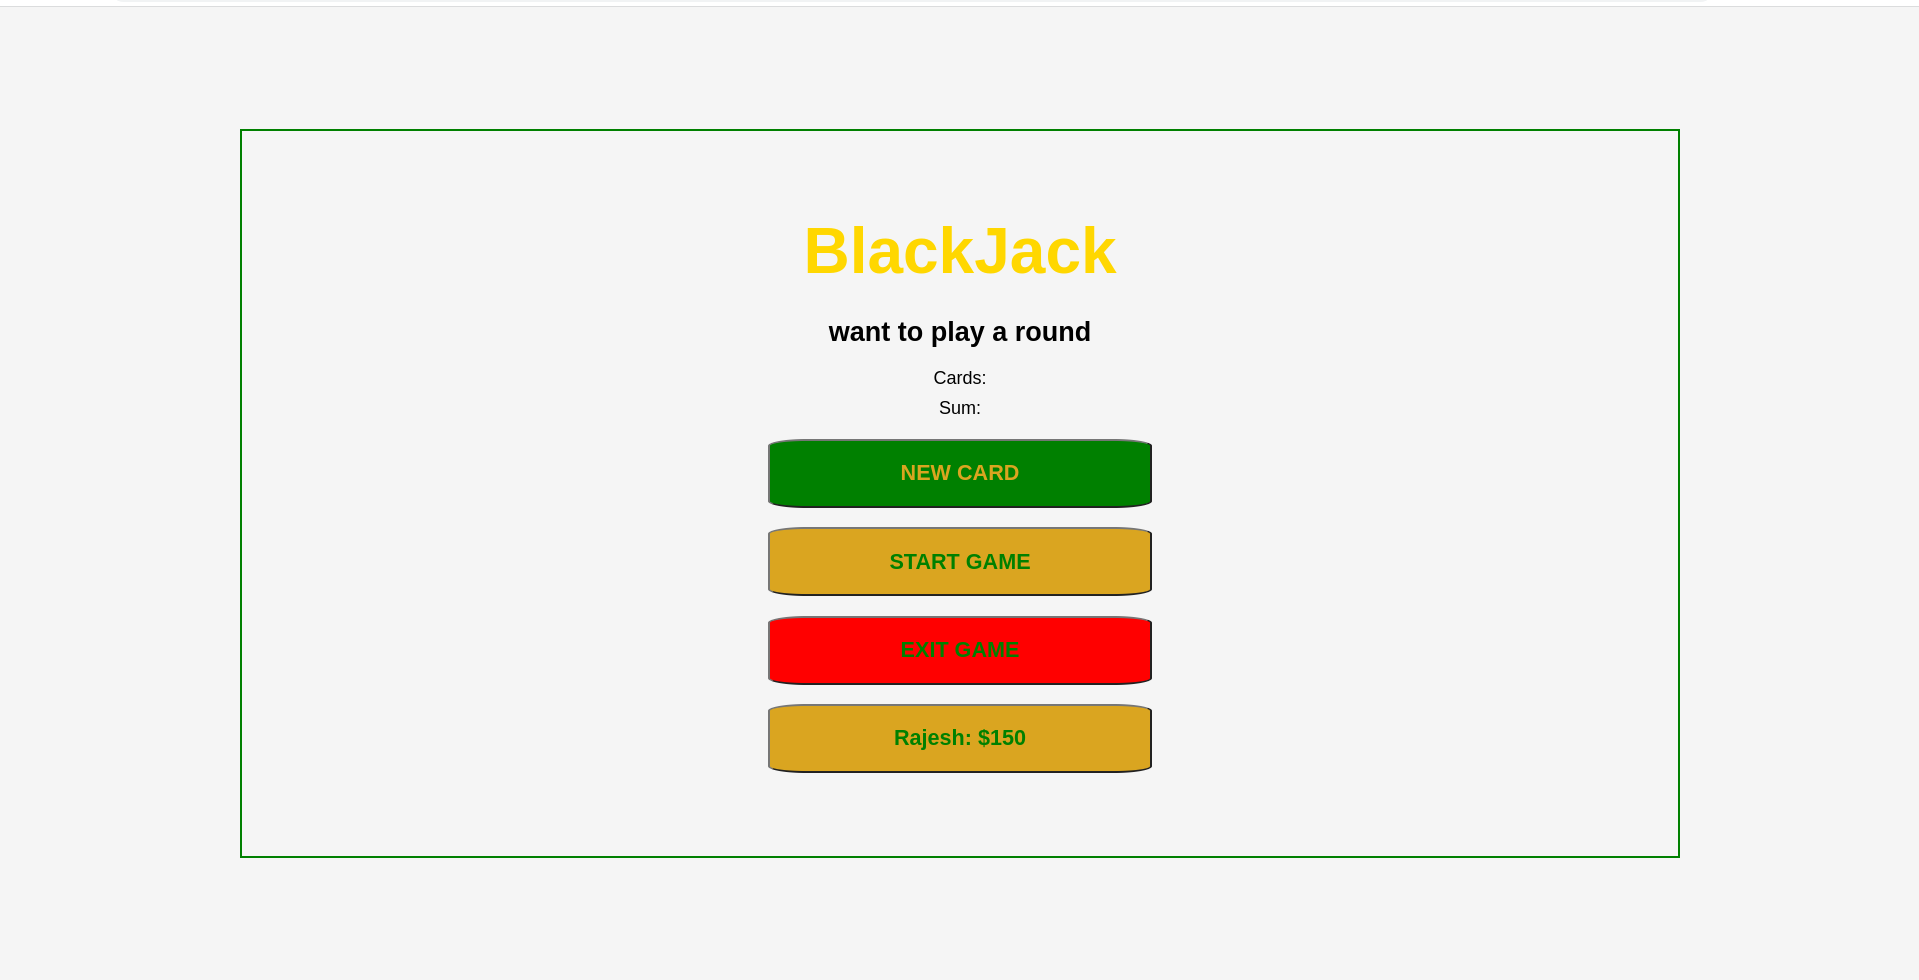 BlackJack
want to play a round
Cards:
Sum:
NEW CARD
START GAME
EXIT GAME
Rajesh: $150